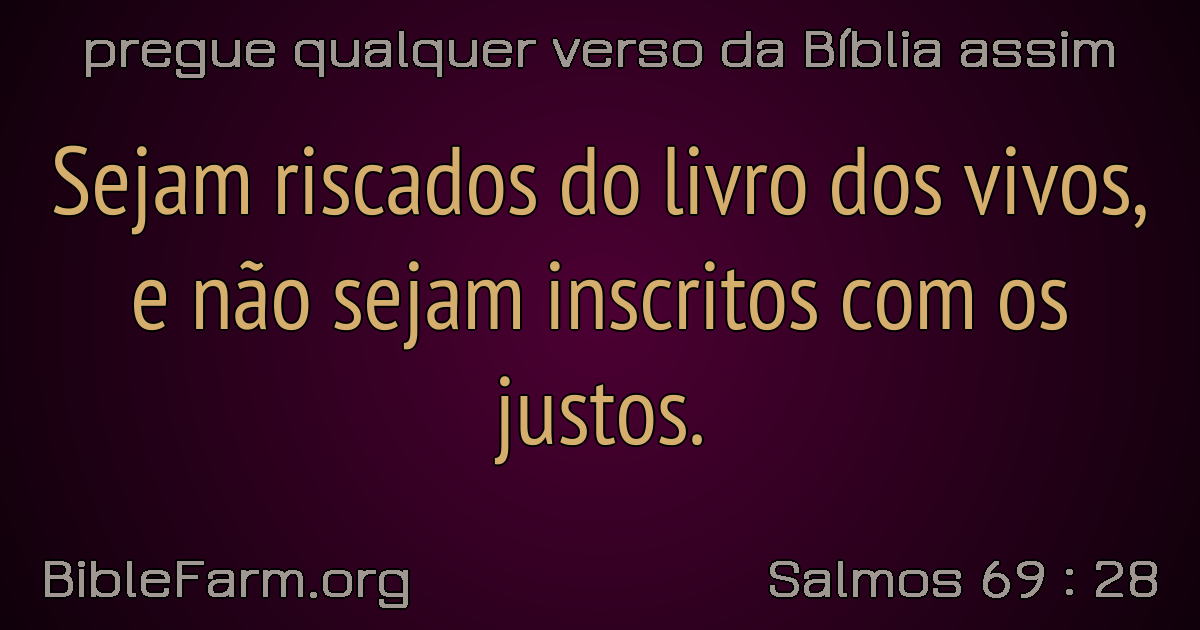 pregue qualquer verso da Bíblia assim
Sejam riscados do livro dos vivos,
e não sejam inscritos com os
justos.
BibleFarm.org
Salmos 69 : 28